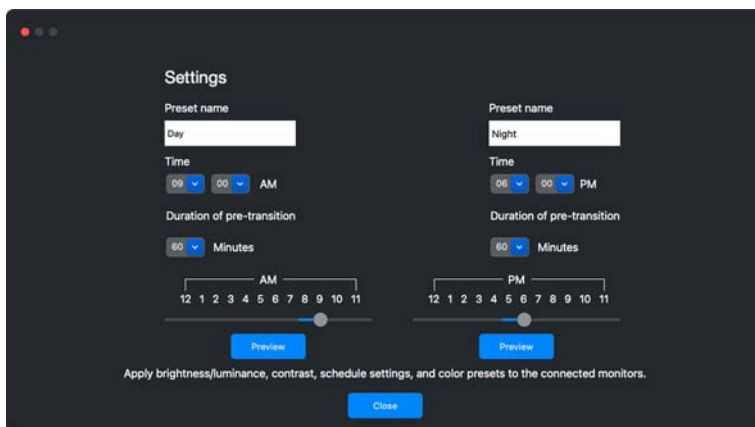 Settings
Preset name
Day
Time
09 00 AM
Duration of pre-transition
60 Minutes
AM
12 1 2 3 4 5 6 7 8 9 10 11
Preview
Preset name
Night
Time
06 00 PM
Duration of pre-transition
60 Minutes
PM
12 1 2 3 4 5 6 7 8 9 10 11
Preview
Apply brightness/luminance, contrast, schedule settings, and color presets to the connected monitors.
Close